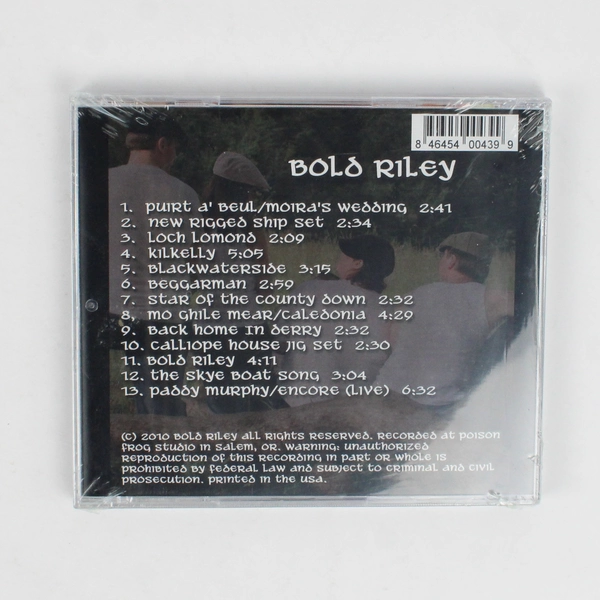 8 46454 00439 9
BOLD RILEY
1. PUIRT A' BEUL/MOIRA'S WEDDING 2:41
2. NEW RIGGED SHIP SET 2:34
3. LOCH LOMOND 2:09
4. KILKELLY 5:05
5. BLACKWATERSIDE 3:15
6. BEGGARMAN 2:59
7. STAR OF THE COUNTY DOWN 2:32
8. MO GHILE MEAR/CALEDONIA 4:29
9. BACK HOME IN DERRY 2:32
10. CALLIOPE HOUSE JIG SET 2:30
11. BOLD RILEY 4:11
12. THE SKYE BOAT SONG 3:04
13. PADDY MURPHY/ENCORE (LIVE) 6:32
(C) 2010 BOLD RILEY ALL RIGHTS RESERVED. RECORDED AT POISON
FROG STUDIO IN SALEM, OR. WARNING: UNAUTHORIZED
REPRODUCTION OF THIS RECORDING IN PART OR WHOLE IS
PROHIBITED BY FEDERAL LAW AND SUBJECT TO CRIMINAL AND CIVIL
PROSECUTION. PRINTED IN THE USA.